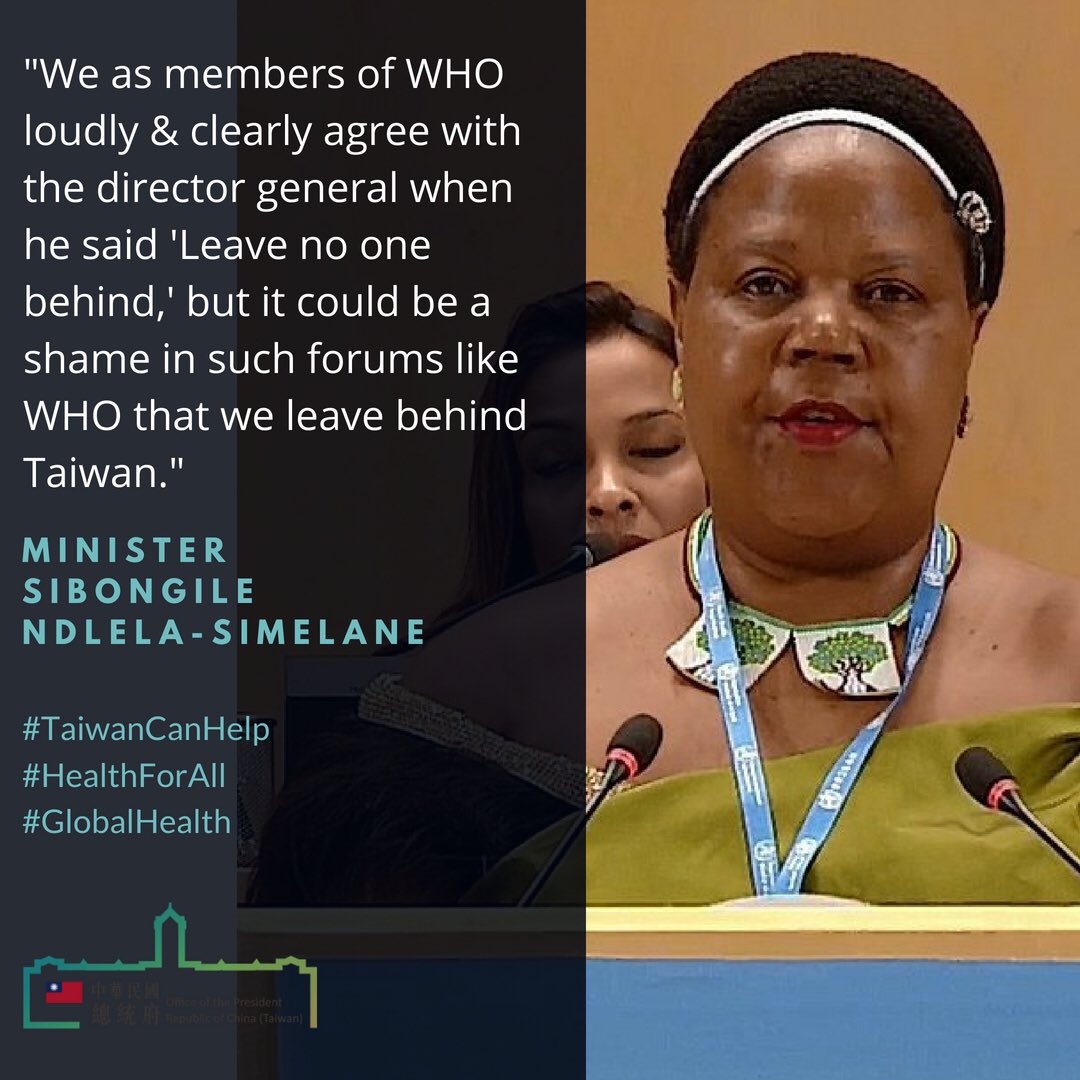 "We as members of WHO
loudly & clearly agree with
the director general when
he said 'Leave no one
behind,' but it could be a
shame in such forums like
WHO that we leave behind
Taiwan."
MINISTER
SIBONGILE
NDLELA-SIMELANE
#TaiwanCanHelp
#HealthForAll
#GlobalHealth
中華民國
總統府
Office of the President
Republic of China (Taiwan)